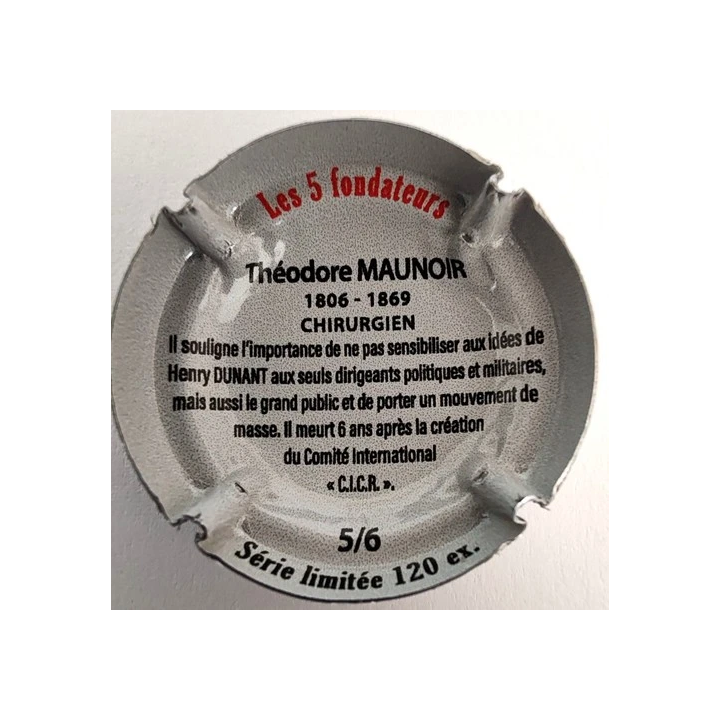 Les 5 fondateurs
Théodore MAUNOIR
1806 - 1869
CHIRURGIEN
Il souligne l'importance de ne pas sensibiliser aux idées de
Henry DUNANT aux seuls dirigeants politiques et militaires,
mais aussi le grand public et de porter un mouvement de
masse. Il meurt 6 ans après la création
du Comité International
« C.I.C.R. ».
5/6
Série limitée 120 ex.